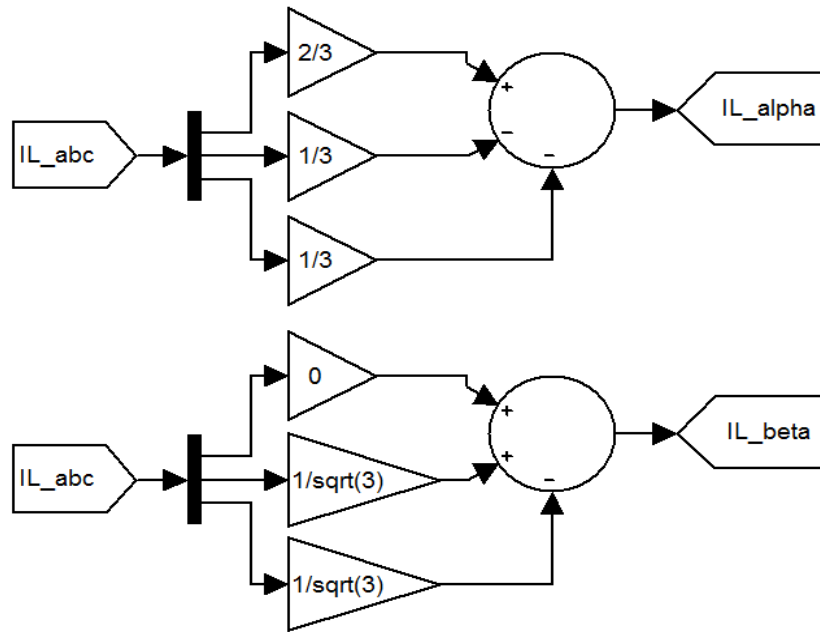 2/3
+
IL_alpha
IL_abc
1/3
-
-
1/3
0
+
IL_beta
IL_abc
1/sqrt(3)
+
-
1/sqrt(3)